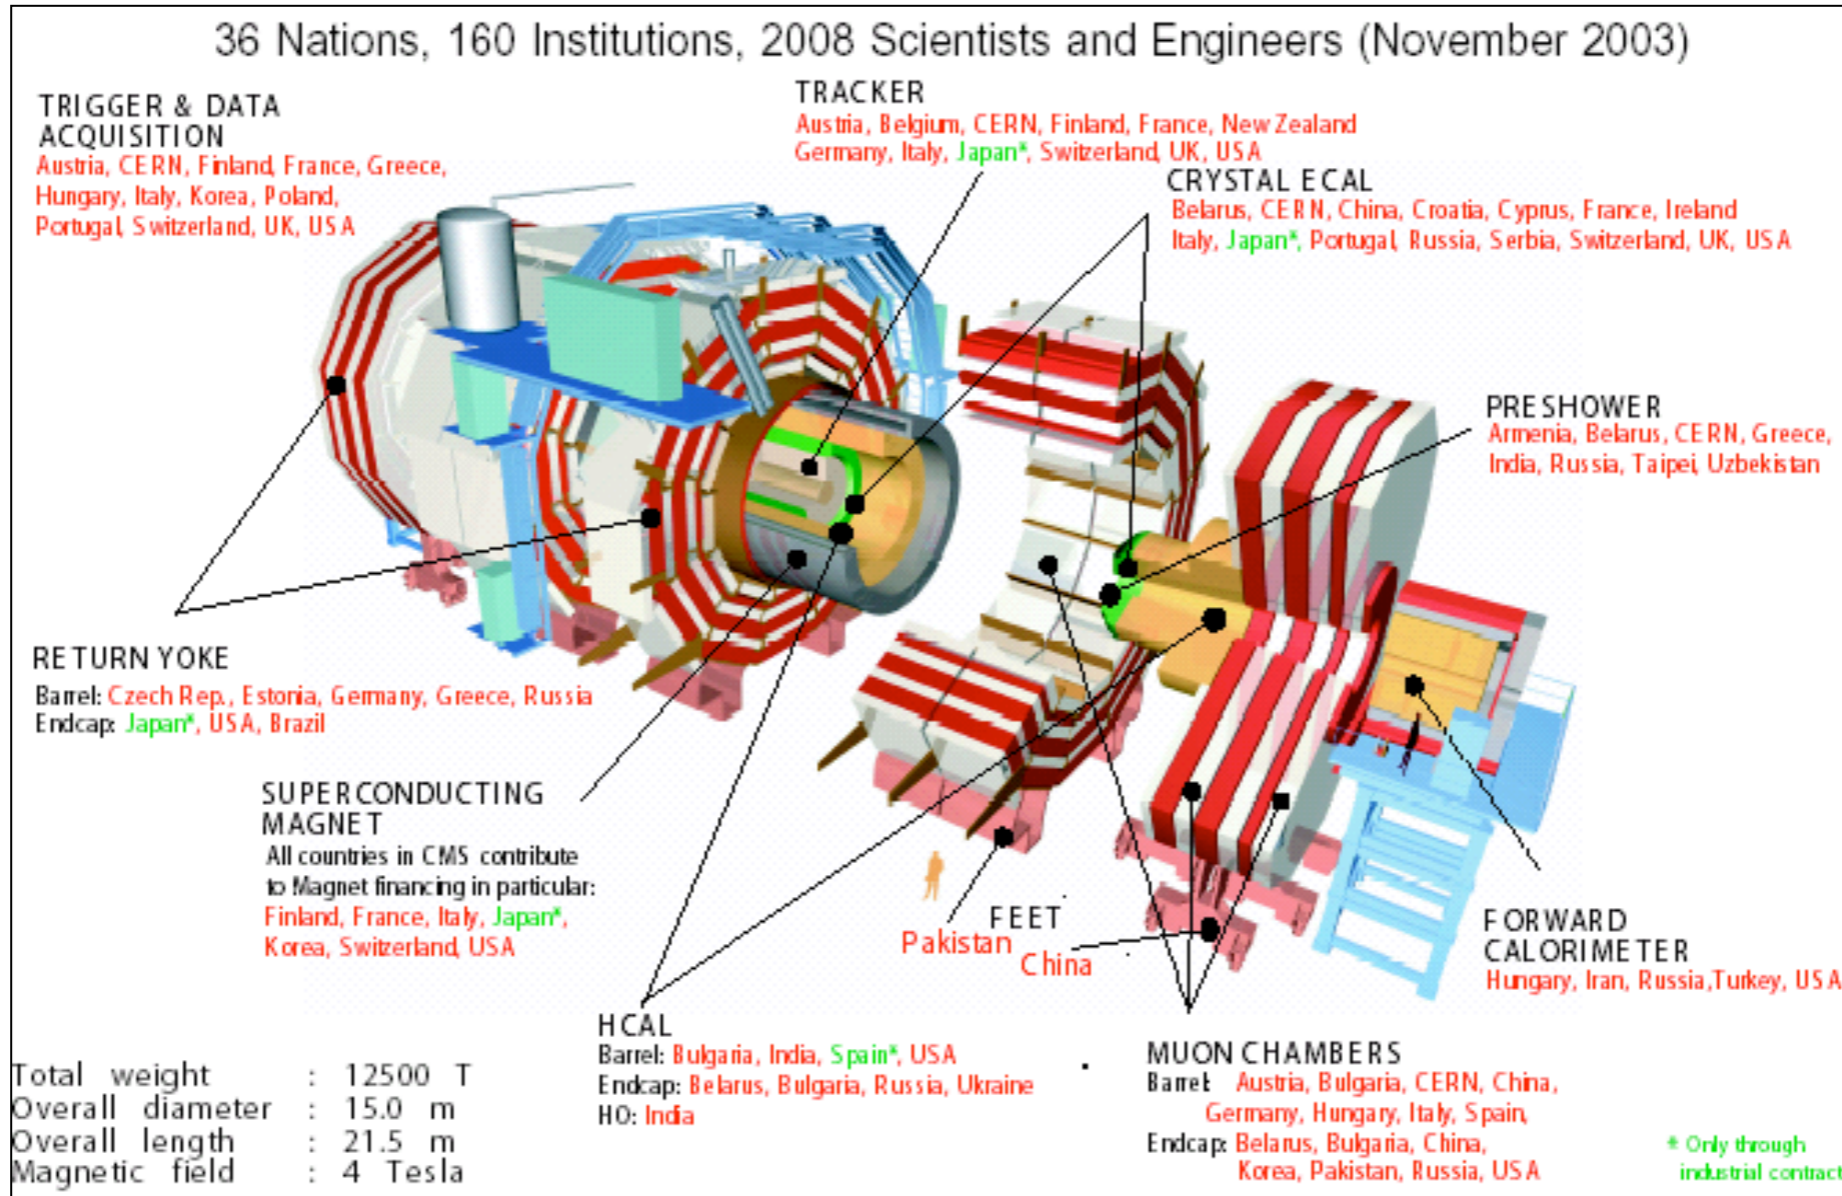 36 Nations, 160 Institutions, 2008 Scientists and Engineers (November 2003)
TRIGGER & DATA
ACQUISITION
Austria, CERN, Finland, France, Greece,
Hungary, Italy, Korea, Poland,
Portugal, Switzerland, UK, USA
TRACKER
Austria, Belgium, CERN, Finland, France, New Zealand
Germany, Italy, Japan*, Switzerland, UK, USA
CRYSTAL ECAL
Belarus, CERN, China, Croatia, Cyprus, France, Ireland
Italy, Japan*, Portugal, Russia, Serbia, Switzerland, UK, USA
PRESHOWER
Armenia, Belarus, CERN, Greece,
India, Russia, Taipei, Uzbekistan
RETURN YOKE
Barrel: Czech Rep., Estonia, Germany, Greece, Russia
Endcap: Japan*, USA, Brazil
SUPERCONDUCTING
MAGNET
All countries in CMS contribute
to Magnet financing in particular:
Finland, France, Italy, Japan*,
Korea, Switzerland, USA
FEET
Pakistan
China
FORWARD
CALORIMETER
Hungary, Iran, Russia,Turkey, USA
HCAL
Barrel: Bulgaria, India, Spain*, USA
Endcap: Belarus, Bulgaria, Russia, Ukraine
HO: India
MUON CHAMBERS
Barrel: Austria, Bulgaria, CERN, China,
Germany, Hungary, Italy, Spain,
Endcap: Belarus, Bulgaria, China,
Korea, Pakistan, Russia, USA
Total weight : 12500 T
Overall diameter : 15.0 m
Overall length : 21.5 m
Magnetic field : 4 Tesla
* Only through
industrial contract